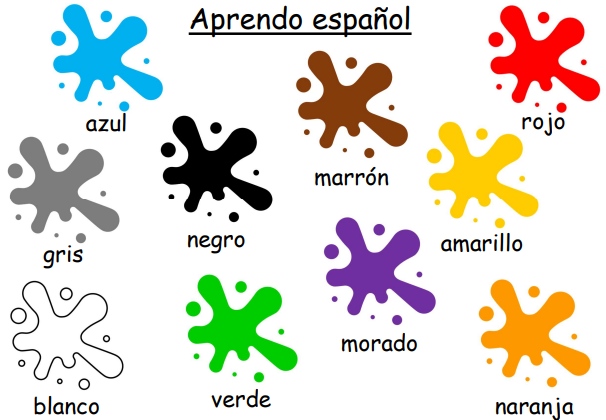 Aprendo español
azul
rojo
marrón
gris
negro
amarillo
morado
blanco
verde
naranja